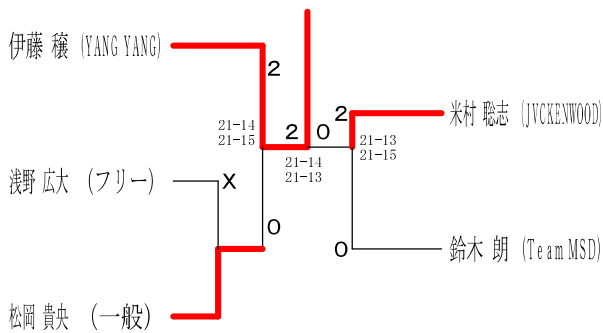 伊藤 穣 (YANG YANG)
2
2
米村 聡志 (JVCKENWOOD)
21-14
21-15
2
0
21-13
21-15
21-14
21-13
浅野 広大 (フリー)
X
0
0
鈴木 朗 (Team MSD)
松岡 貴央 (一般)